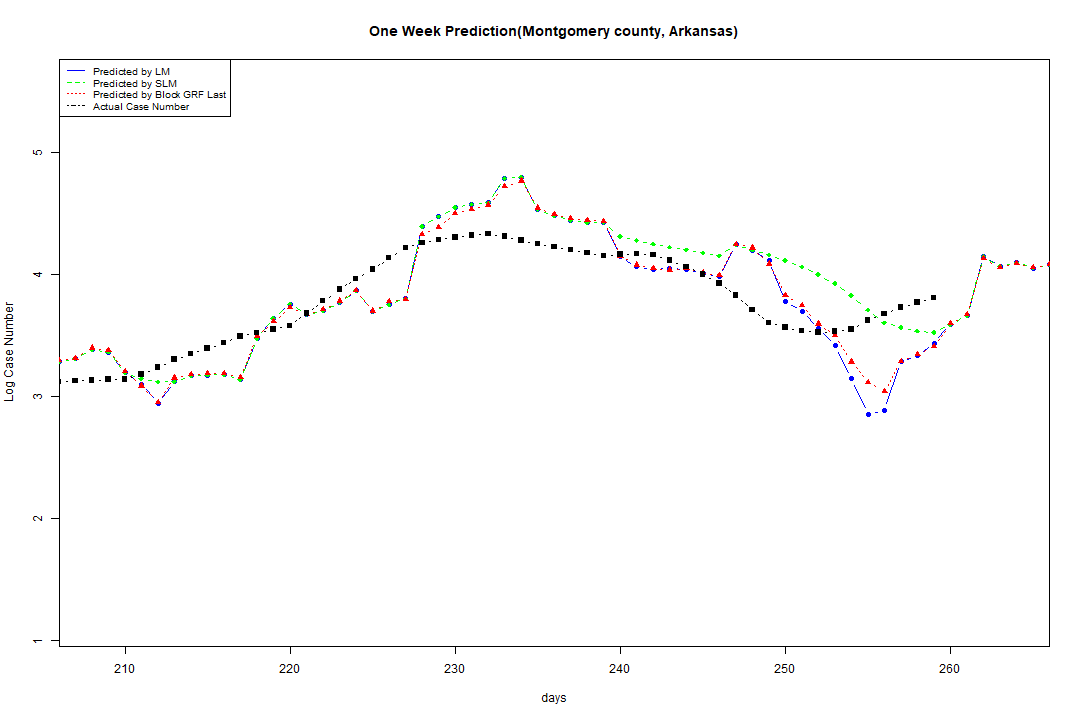 One Week Prediction(Montgomery county, Arkansas)
Predicted by LM
Predicted by SLM
Predicted by Block GRF Last
Actual Case Number
5
4
3
2
1
Log Case Number
210 220 230 240 250 260
days